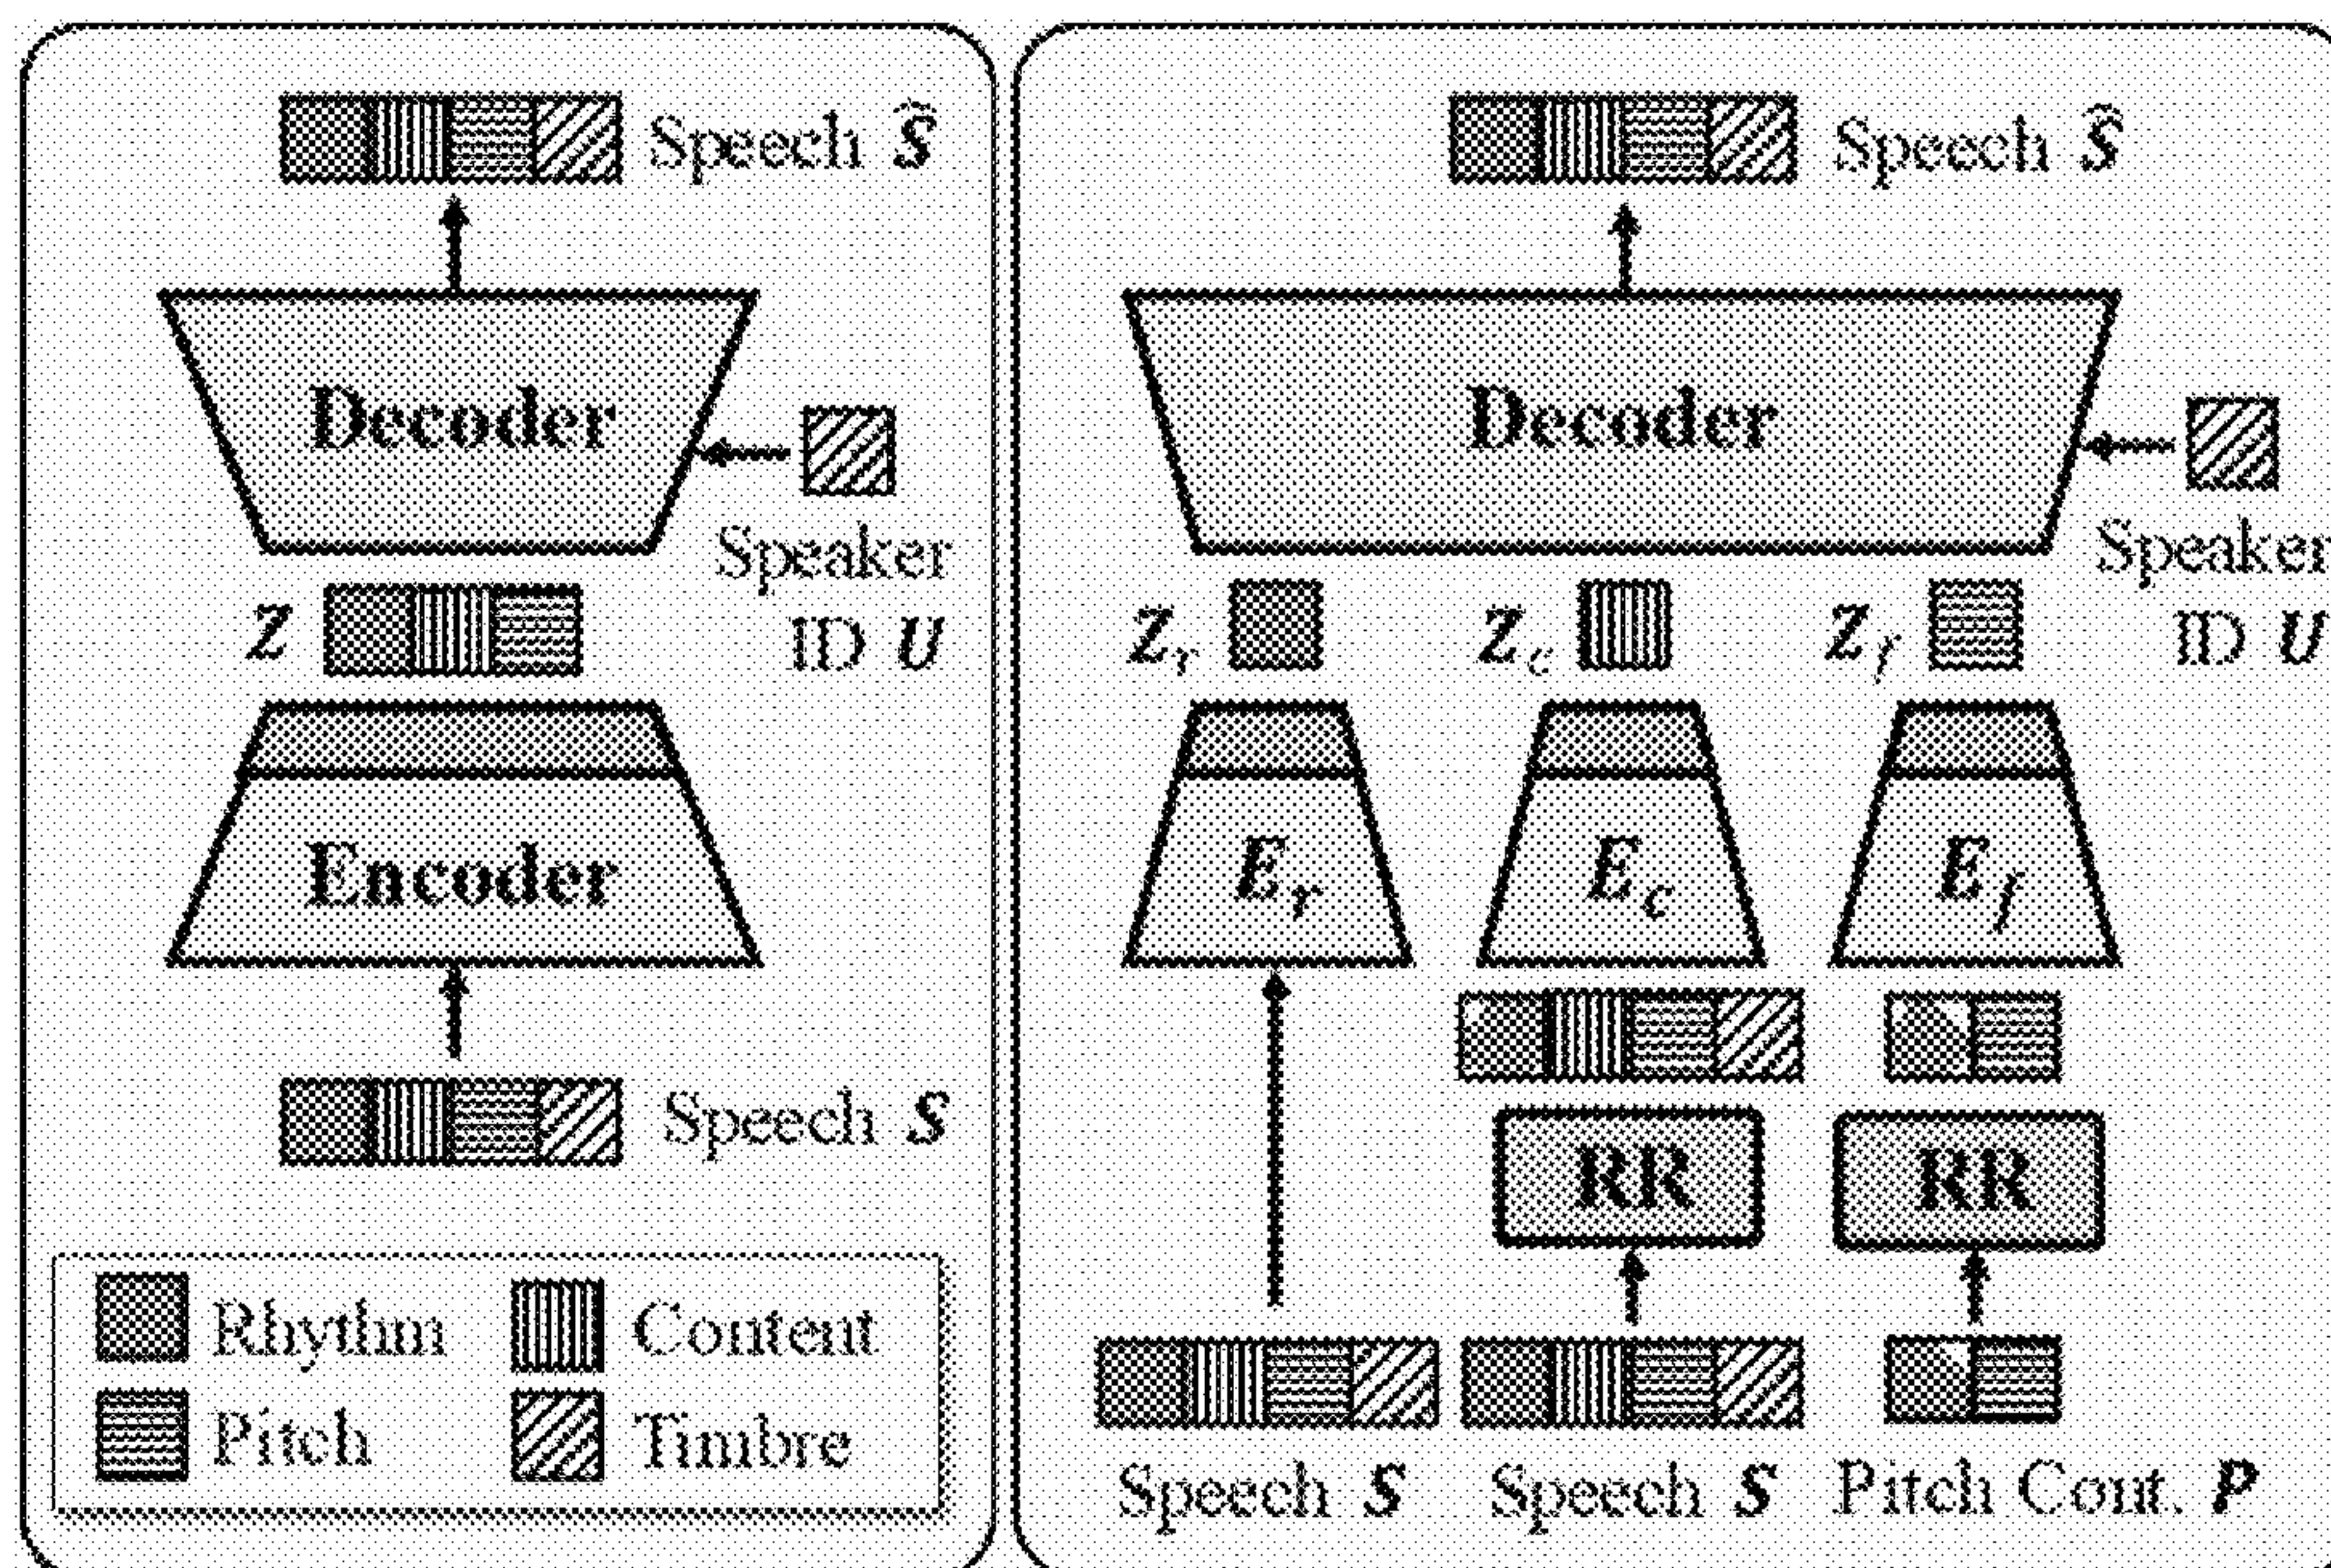 Speech Ŝ
Decoder
Speaker
ID U
Z
Encoder
Speech S
Rhythm
Content
Pitch
Timbre
Speech Ŝ
Decoder
Speaker
ID U
Z_r
Z_c
Z_f
E_r
E_c
E_f
RR
RR
Speech S
Speech S
Pitch Cont. P